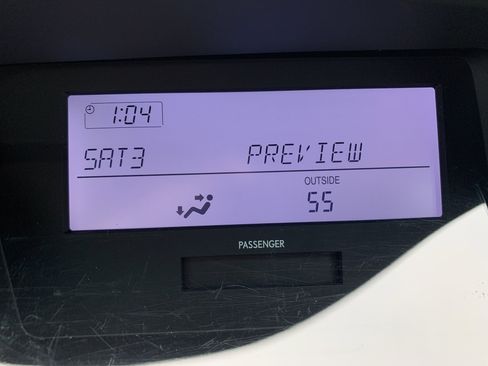 1:04
SAT3 PREVIEW
OUTSIDE
55
PASSENGER